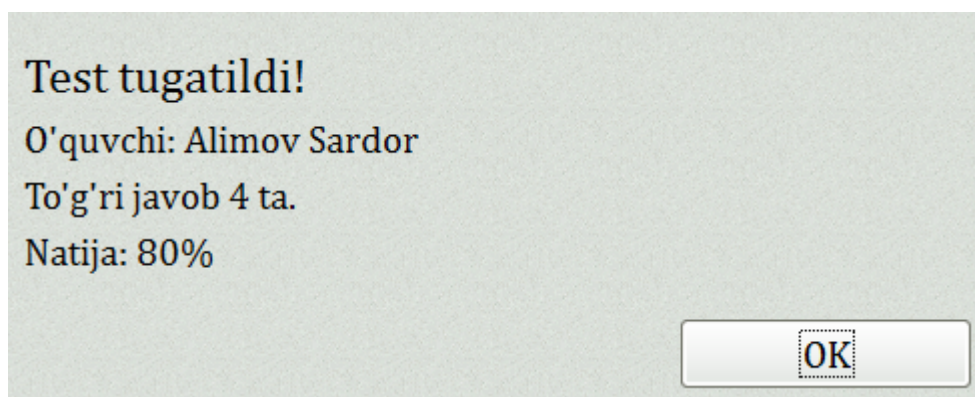 Test tugatildi!
O'quvchi: Alimov Sardor
To'g'ri javob 4 ta.
Natija: 80%
OK